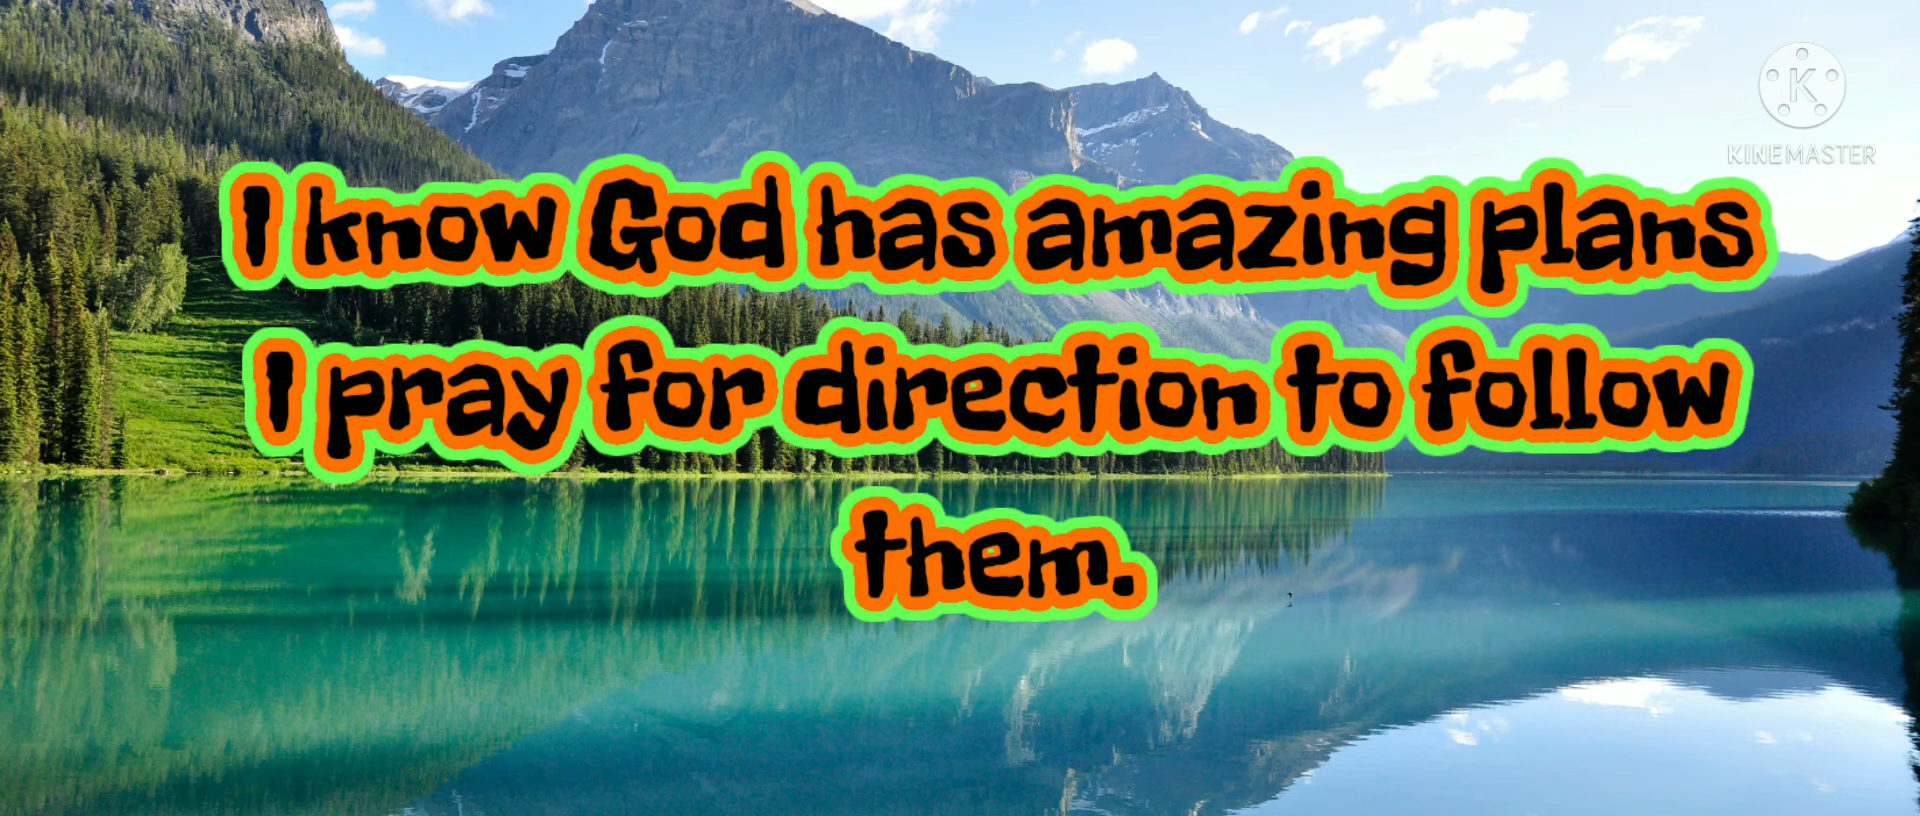 K
KINEMASTER
I know God has amazing plans
I pray for direction to follow
them.